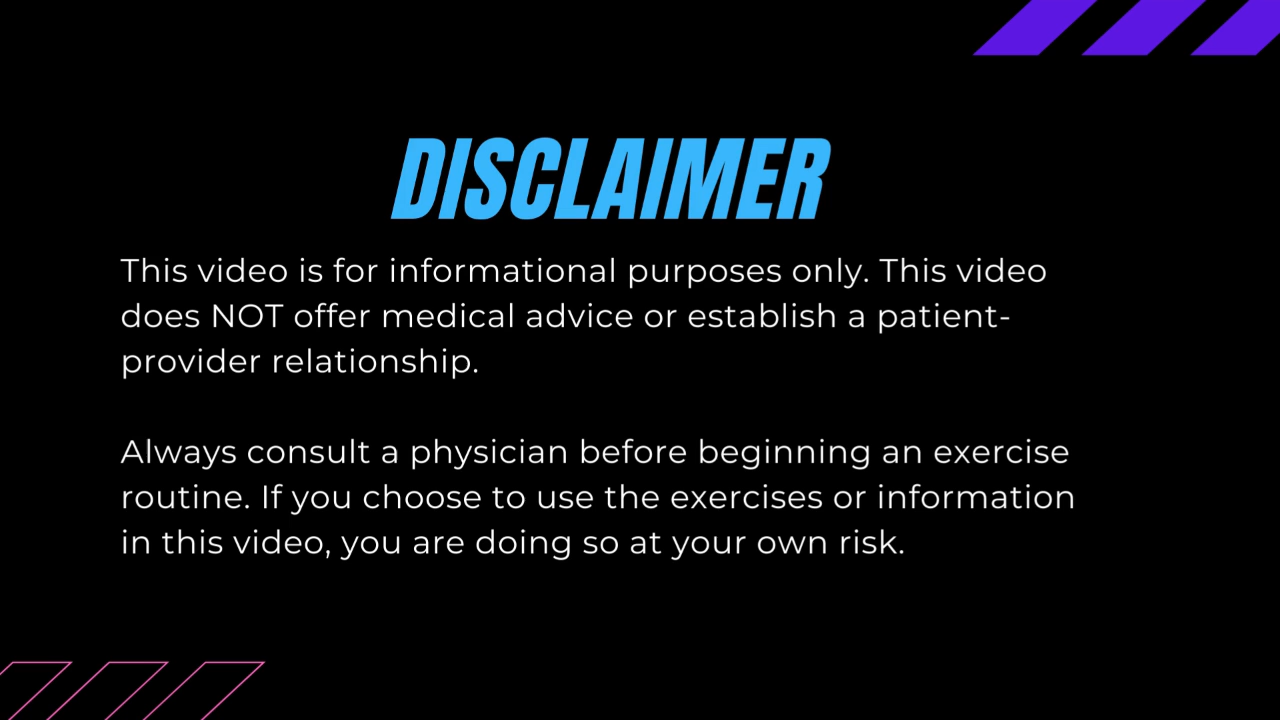 DISCLAIMER
This video is for informational purposes only. This video
does NOT offer medical advice or establish a patient-
provider relationship.
Always consult a physician before beginning an exercise
routine. If you choose to use the exercises or information
in this video, you are doing so at your own risk.